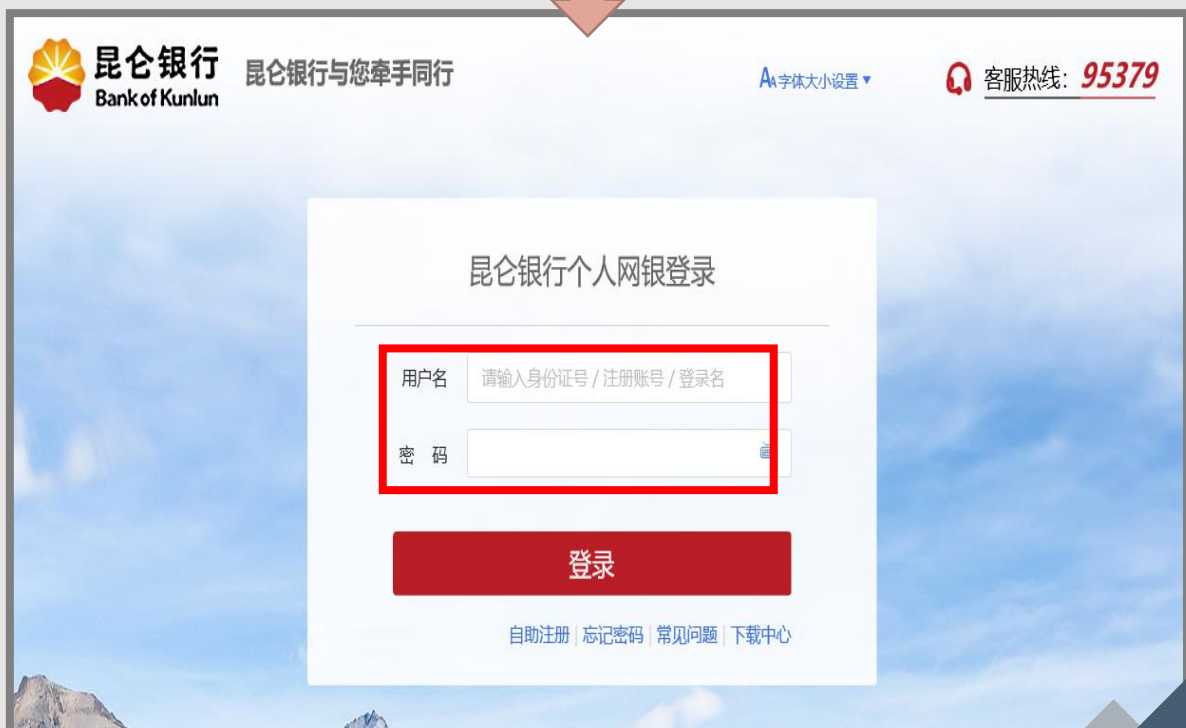 昆仑银行
Bank of Kunlun
昆仑银行与您牵手同行
AA字体大小设置▼
客服热线：95379
昆仑银行个人网银登录
用户名 请输入身份证号 / 注册账号 / 登录名
密 码
登录
自助注册 | 忘记密码 | 常见问题 | 下载中心